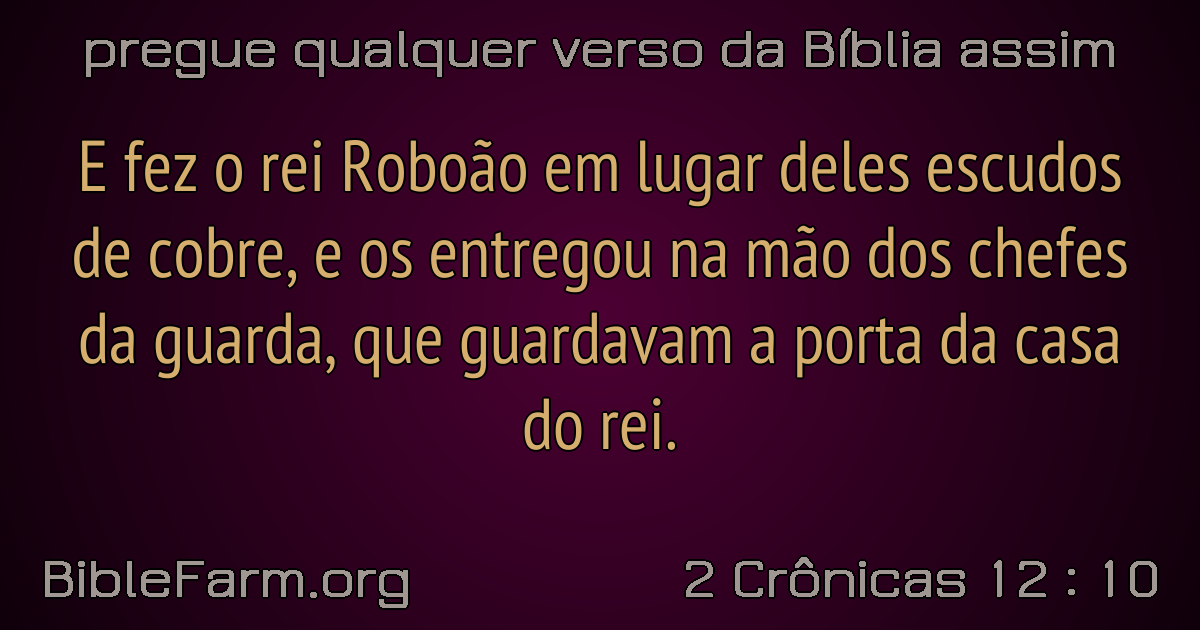 pregue qualquer verso da Bíblia assim
E fez o rei Roboão em lugar deles escudos
de cobre, e os entregou na mão dos chefes
da guarda, que guardavam a porta da casa
do rei.
BibleFarm.org
2 Crônicas 12 : 10